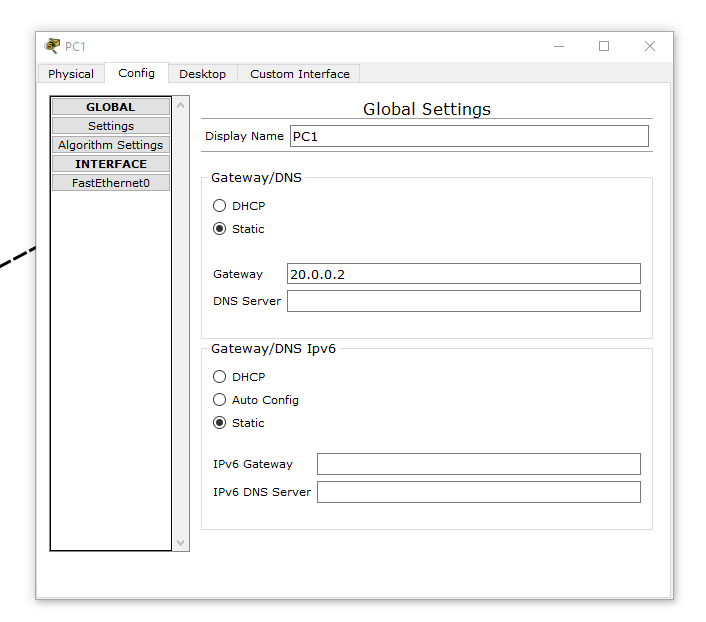 PC1
Physical Config Desktop Custom Interface
GLOBAL
Settings
Algorithm Settings
INTERFACE
FastEthernet0
Global Settings
Display Name PC1
Gateway/DNS
DHCP
Static
Gateway 20.0.0.2
DNS Server
Gateway/DNS Ipv6
DHCP
Auto Config
Static
IPv6 Gateway
IPv6 DNS Server